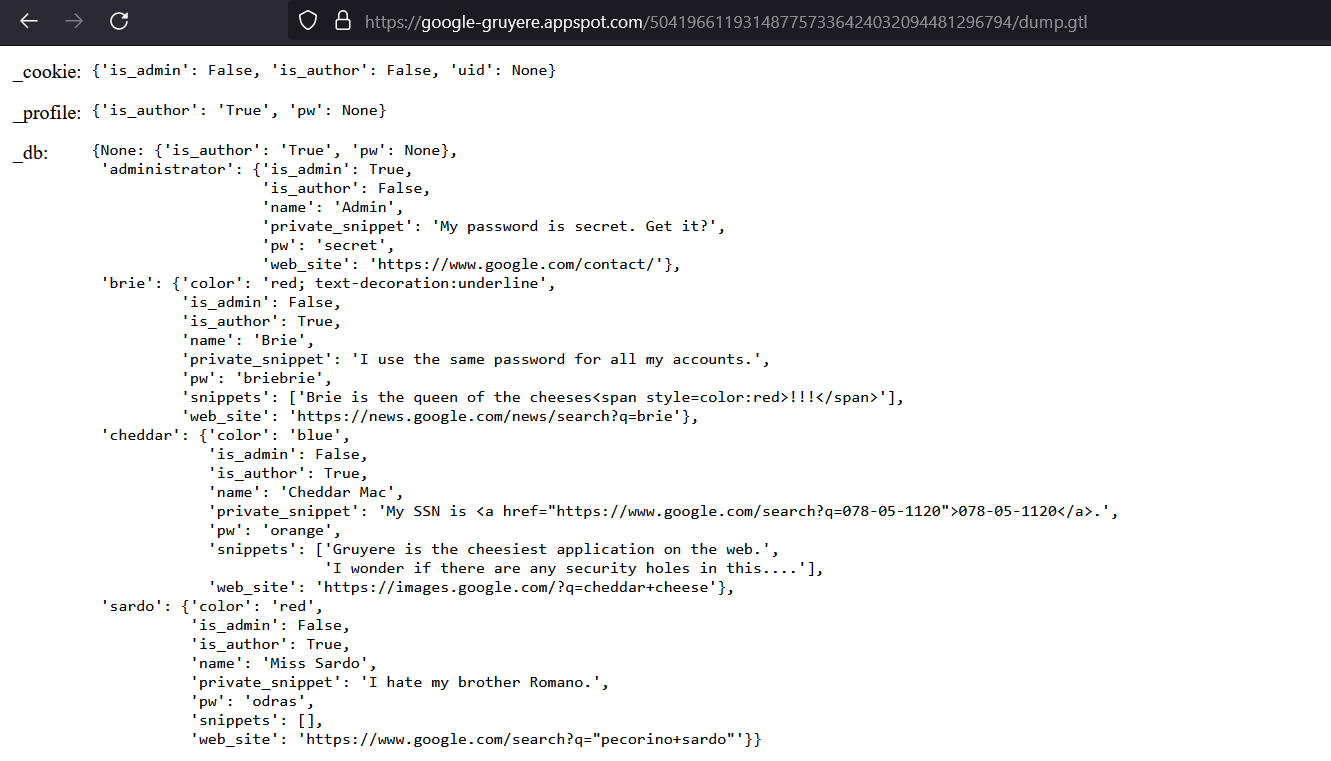 https://google-gruyere.appspot.com/504196611931487757336424032094481296794/dump.gtl
_cookie: {'is_admin': False, 'is_author': False, 'uid': None}
_profile: {'is_author': 'True', 'pw': None}
_db: {None: {'is_author': 'True', 'pw': None},
'administrator': {'is_admin': True,
'is_author': False,
'name': 'Admin',
'private_snippet': 'My password is secret. Get it?',
'pw': 'secret',
'web_site': 'https://www.google.com/contact/'},
'brie': {'color': 'red; text-decoration:underline',
'is_admin': False,
'is_author': True,
'name': 'Brie',
'private_snippet': 'I use the same password for all my accounts.',
'pw': 'briebrie',
'snippets': ['Brie is the queen of the cheeses<span style=color:red>!!!</span>'],
'web_site': 'https://news.google.com/news/search?q=brie'},
'cheddar': {'color': 'blue',
'is_admin': False,
'is_author': True,
'name': 'Cheddar Mac',
'private_snippet': 'My SSN is <a href="https://www.google.com/search?q=078-05-1120">078-05-1120</a>.',
'pw': 'orange',
'snippets': ['Gruyere is the cheesiest application on the web.',
'I wonder if there are any security holes in this....'],
'web_site': 'https://images.google.com/?q=cheddar+cheese'},
'sardo': {'color': 'red',
'is_admin': False,
'is_author': True,
'name': 'Miss Sardo',
'private_snippet': 'I hate my brother Romano.',
'pw': 'odras',
'snippets': [],
'web_site': 'https://www.google.com/search?q="pecorino+sardo"'}}